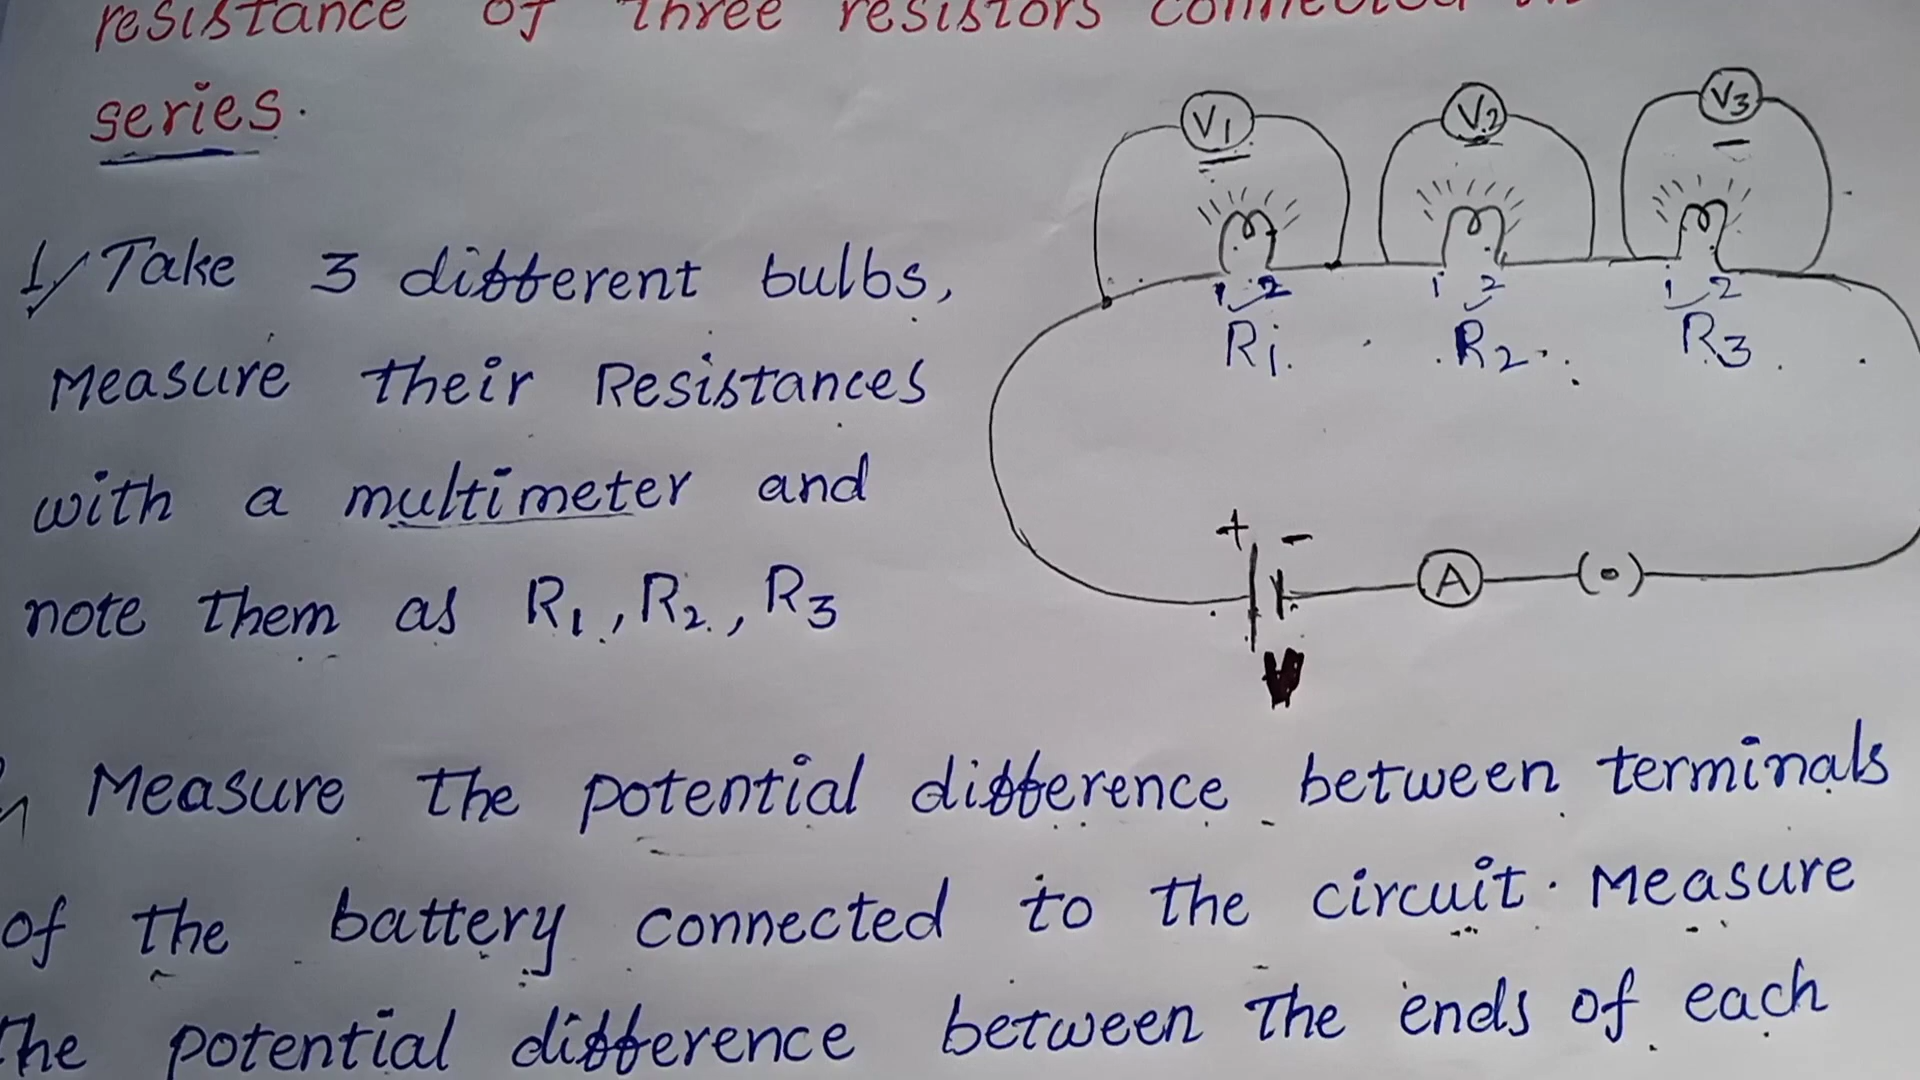 resistance of three resistors connected in
series.
V1 V2 V3
1 2 1 2 1 2
R1 R2 R3
1, Take 3 different bulbs,
Measure their Resistances
with a multimeter and
note them as R1, R2, R3
+ -
A
V
Measure the potential difference between terminals
of the battery connected to the circuit. Measure
The potential difference between The ends of each